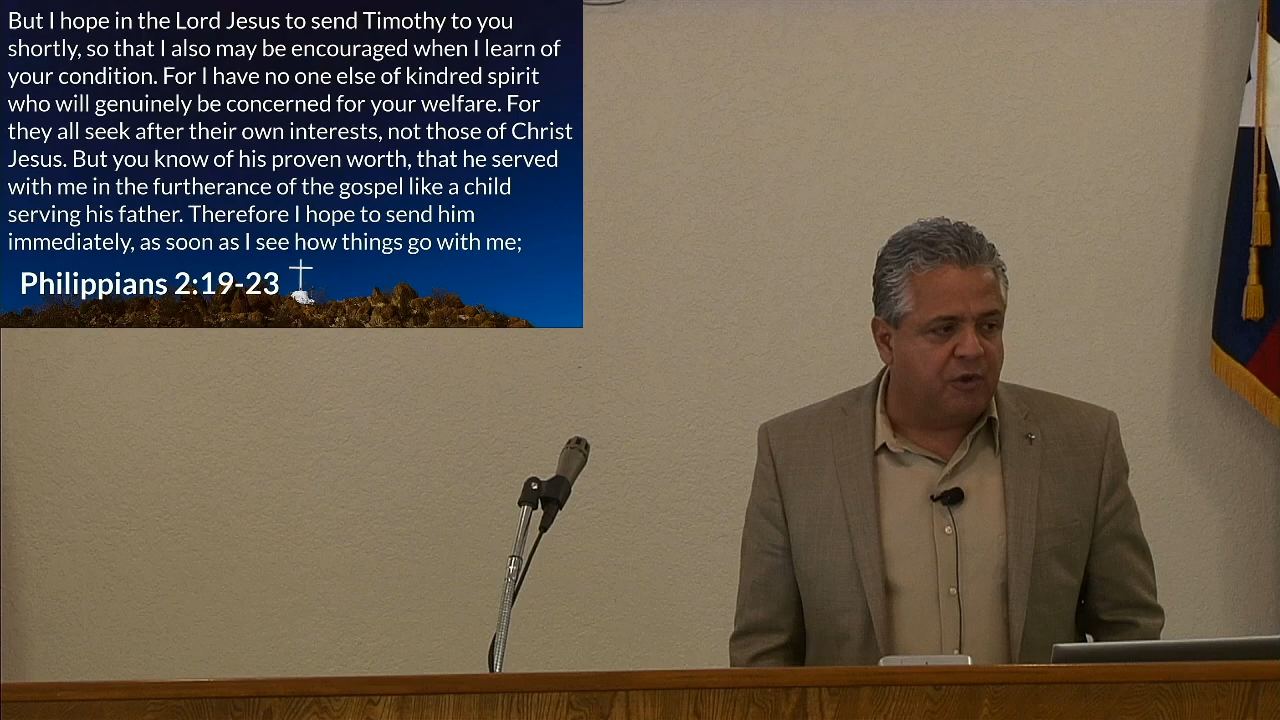 But I hope in the Lord Jesus to send Timothy to you
shortly, so that I also may be encouraged when I learn of
your condition. For I have no one else of kindred spirit
who will genuinely be concerned for your welfare. For
they all seek after their own interests, not those of Christ
Jesus. But you know of his proven worth, that he served
with me in the furtherance of the gospel like a child
serving his father. Therefore I hope to send him
immediately, as soon as I see how things go with me;
Philippians 2:19-23